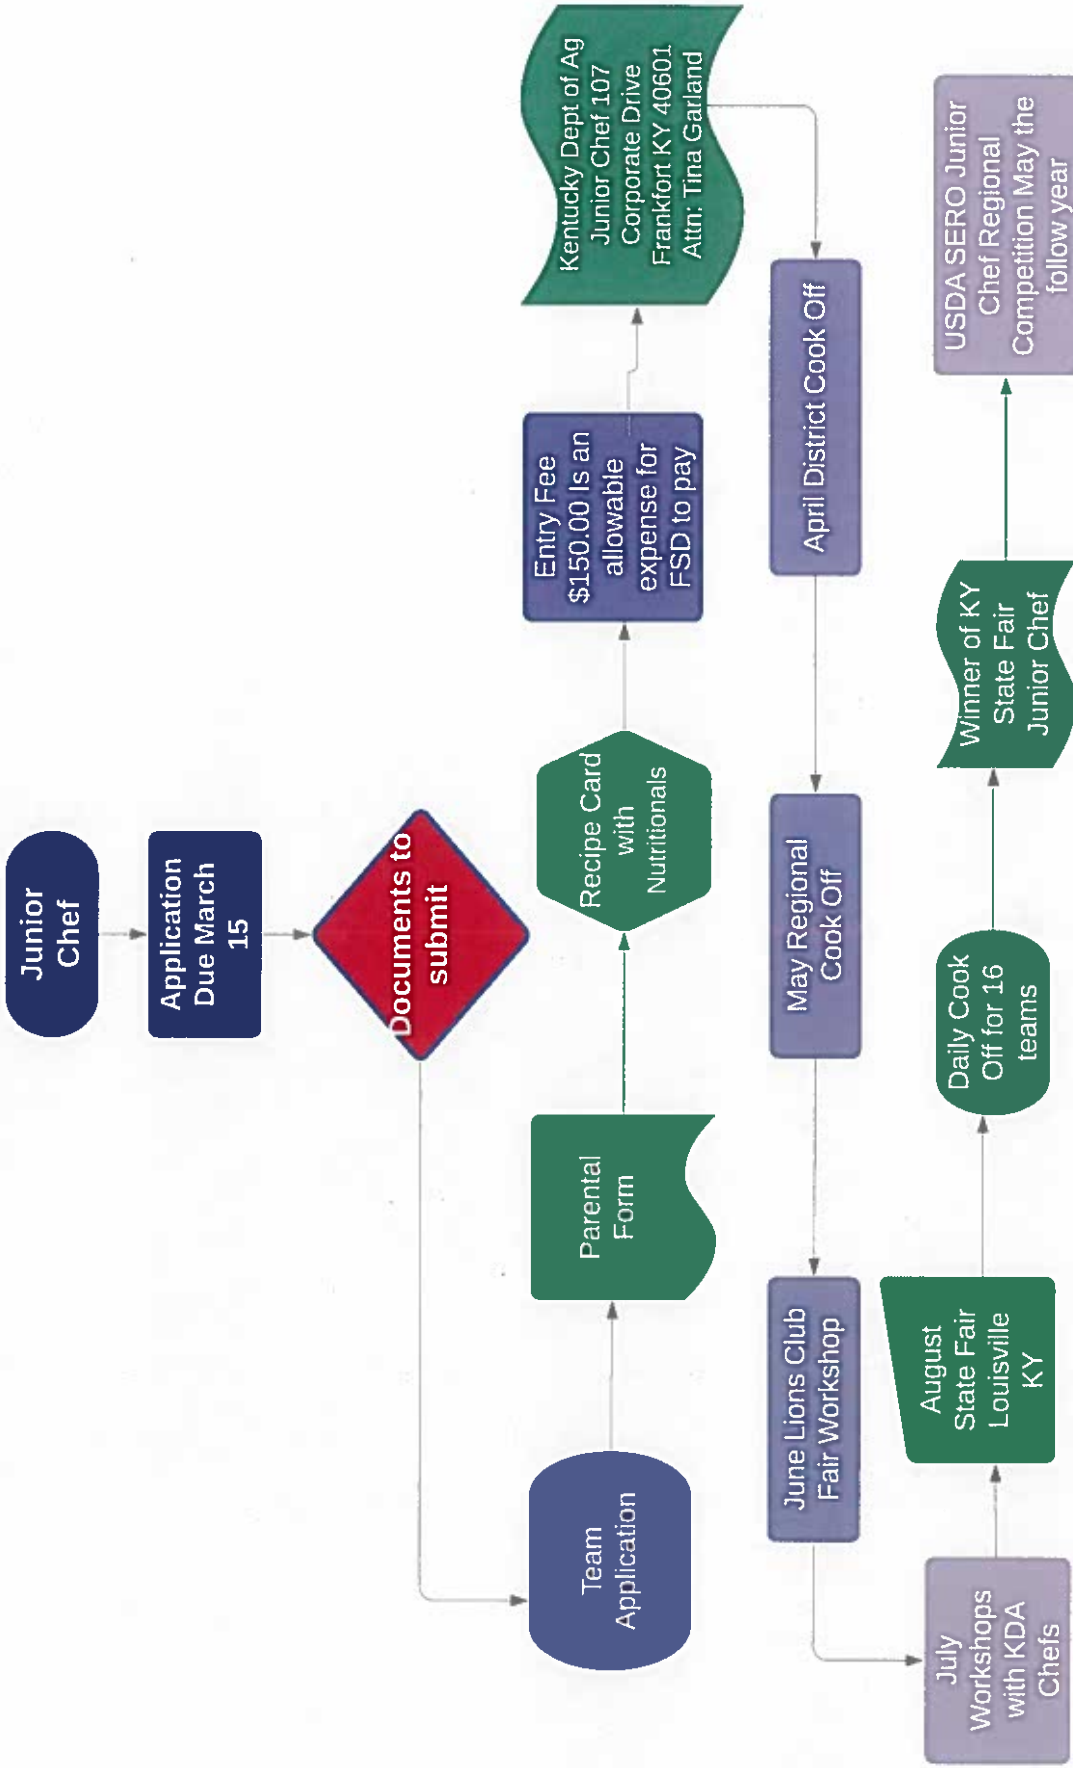 Junior
Chef
Application
Due March
15
Documents to
submit
Team
Application
Parental
Form
Recipe Card
with
Nutritionals
Entry Fee
$150.00 Is an
allowable
expense for
FSD to pay
Kentucky Dept of Ag
Junior Chef 107
Corporate Drive
Frankfort KY 40601
Attn: Tina Garland
April District Cook Off
May Regional
Cook Off
June Lions Club
Fair Workshop
July
Workshops
with KDA
Chefs
August
State Fair
Louisville
KY
Daily Cook
Off for 16
teams
Winner of KY
State Fair
Junior Chef
USDA SERO Junior
Chef Regional
Competition May the
follow year